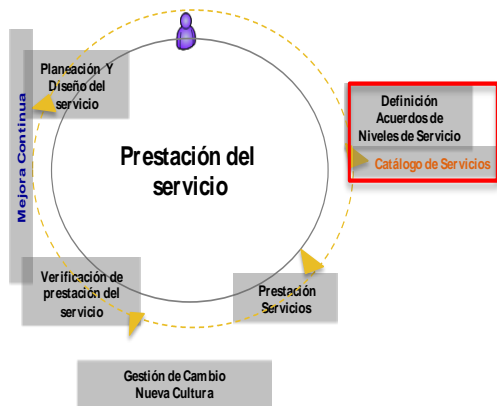 Planeación Y
Diseño del
servicio
Mejora Continua
Definición
Acuerdos de
Niveles de Servicio
Catálogo de Servicios
Prestación del
servicio
Verificación de
prestación del
servicio
Prestación
Servicios
Gestión de Cambio
Nueva Cultura